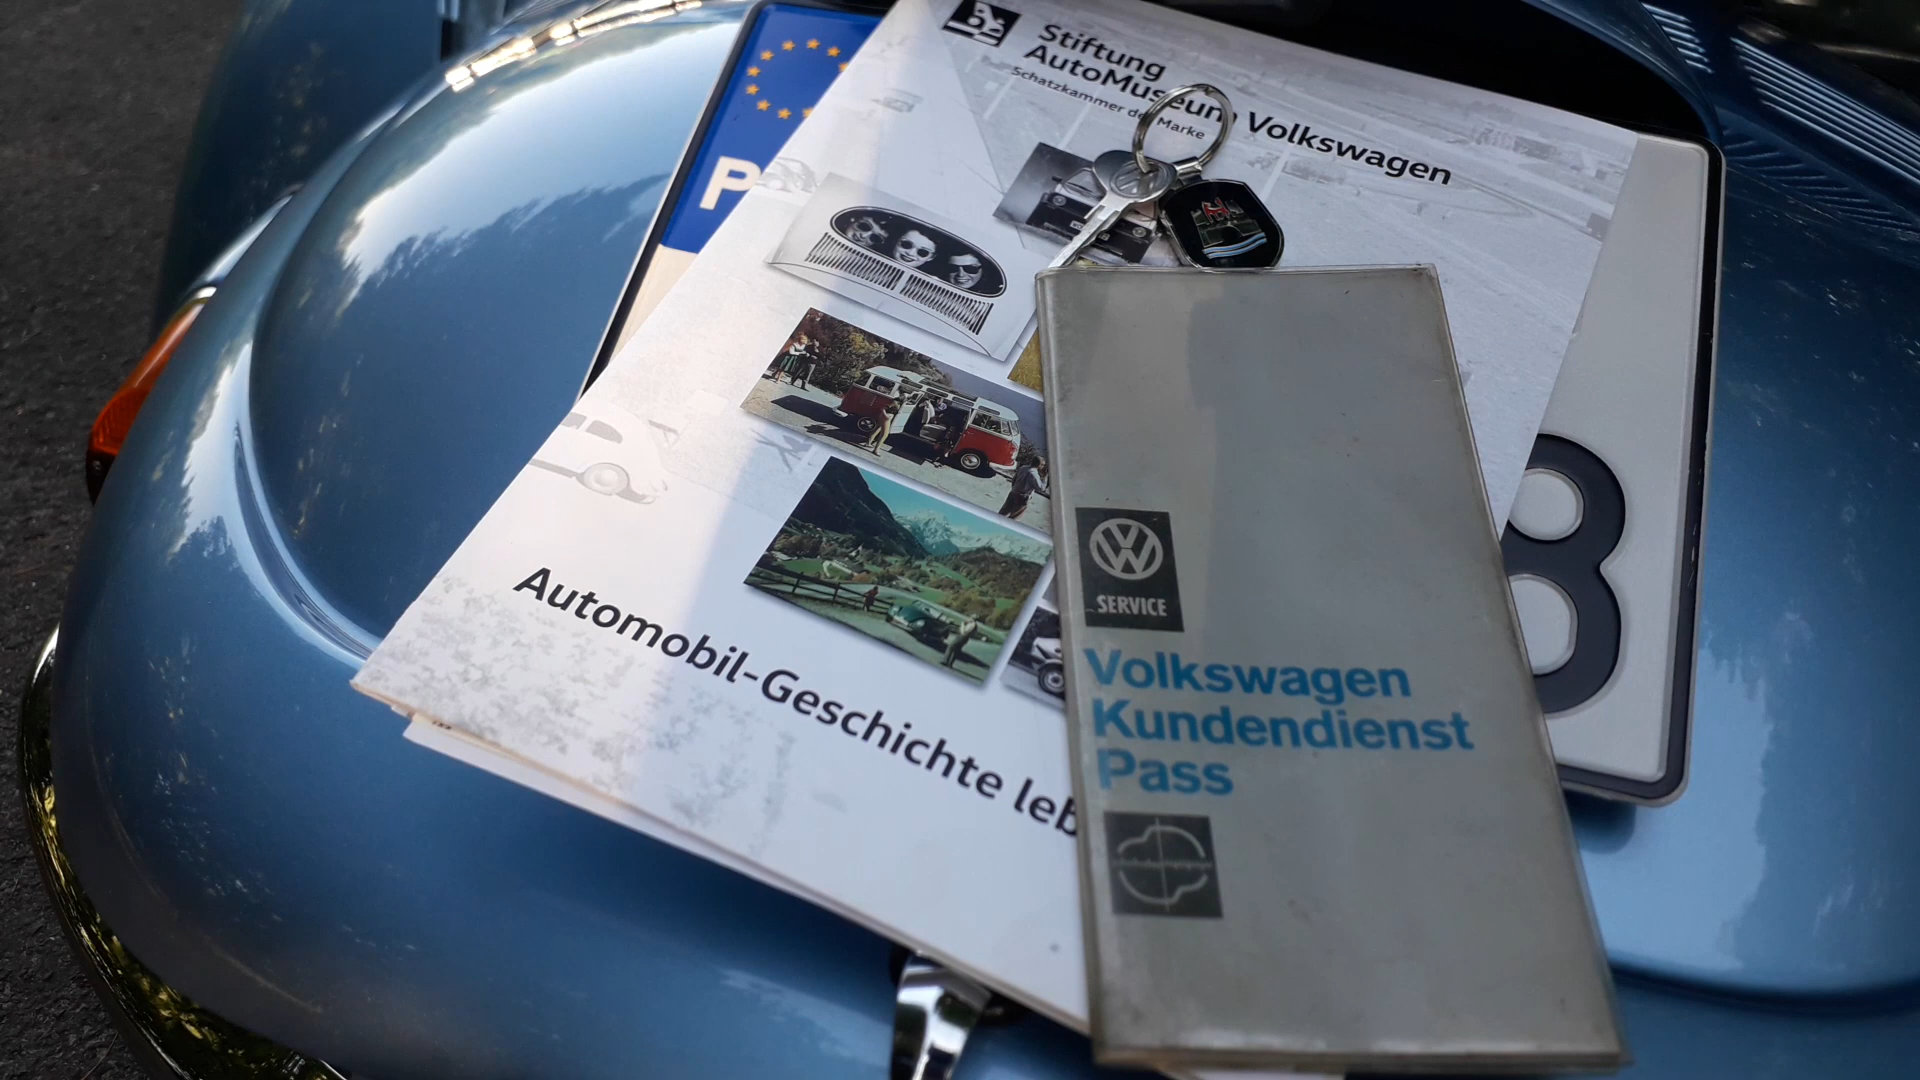 P
Stiftung
AutoMuseum Volkswagen
Schatzkammer der Marke
Automobil-Geschichte leb
8
SERVICE
Volkswagen
Kundendienst
Pass